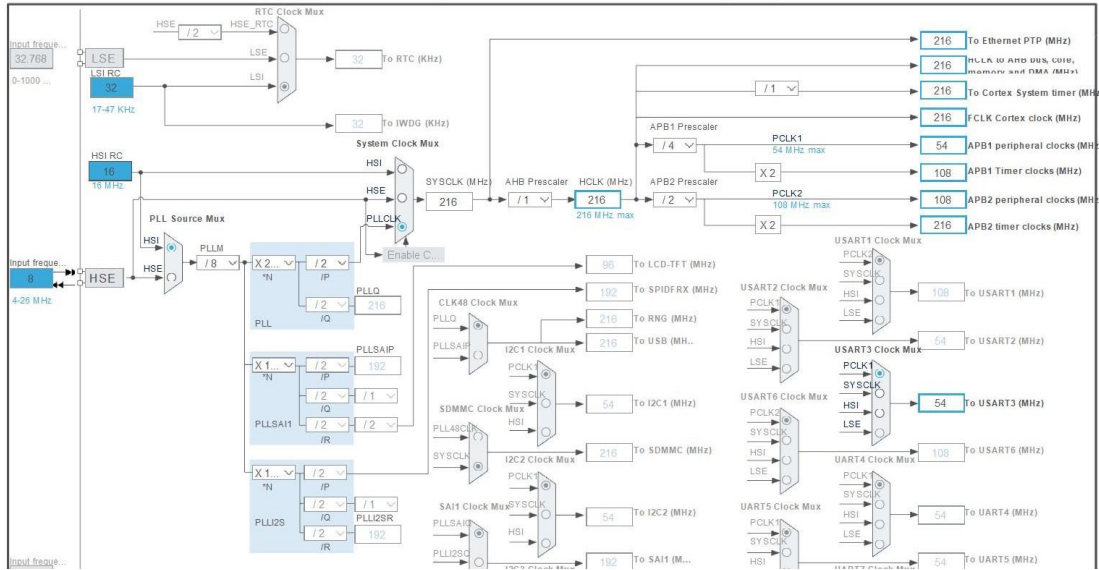 RTC Clock Mux
HSE
/ 2
HSE_RTC
Input freque...
32.768
0-1000 ...
LSE
LSE
32
To RTC (KHz)
LSI RC
32
17-47 KHz
LSI
32
To IWDG (KHz)
216
To Ethernet PTP (MHz)
216
HCLK to AHB bus, core,
memory and DMA (MHz)
/ 1
216
To Cortex System timer (MHz
216
FCLK Cortex clock (MHz)
System Clock Mux
HSI RC
16
16 MHz
HSI
HSE
PLLCLK
Enable C...
SYSCLK (MHz)
216
AHB Prescaler
/ 1
HCLK (MHz)
216
216 MHz max
APB1 Prescaler
/ 4
PCLK1
54 MHz max
54
APB1 peripheral clocks (MHz
X 2
108
APB1 Timer clocks (MHz)
APB2 Prescaler
/ 2
PCLK2
108 MHz max
108
APB2 peripheral clocks (MHz
X 2
216
APB2 timer clocks (MHz)
PLL Source Mux
HSI
HSE
Input freque...
8
4-26 MHz
HSE
PLLM
/ 8
X 2...
*N
/ 2
/P
PLLQ
/ 2
216
/Q
PLL
96
To LCD-TFT (MHz)
192
To SPIDFRX (MHz)
CLK48 Clock Mux
PLLQ
PLLSAIP
216
To RNG (MHz)
216
To USB (MH...
PLLSAIP
X 1...
*N
/ 2
192
/P
/ 2
/ 1
/Q
PLLSAI1
/ 2
/ 2
/R
I2C1 Clock Mux
PCLK1
SYSCLK
HSI
54
To I2C1 (MHz)
SDMMC Clock Mux
PLL48CLK
SYSCLK
216
To SDMMC (MHz)
X 1...
*N
/ 2
/P
/ 2
/ 1
/Q
PLLI2SR
PLLI2S
/ 2
192
/R
I2C2 Clock Mux
PCLK1
SYSCLK
HSI
54
To I2C2 (MHz)
SAI1 Clock Mux
PLLSAIQ
PLLI2SQ
192
To SAI1 (M...
I2C3 Clock Mux
USART1 Clock Mux
PCLK2
SYSCLK
HSI
LSE
108
To USART1 (MHz)
USART2 Clock Mux
PCLK1
SYSCLK
HSI
LSE
54
To USART2 (MHz)
USART3 Clock Mux
PCLK1
SYSCLK
HSI
LSE
54
To USART3 (MHz)
USART6 Clock Mux
PCLK2
SYSCLK
HSI
LSE
108
To USART6 (MHz)
UART4 Clock Mux
PCLK1
SYSCLK
HSI
LSE
54
To UART4 (MHz)
UART5 Clock Mux
PCLK1
SYSCLK
HSI
54
To UART5 (MHz)
UART7 Clock Mux
Input freque...